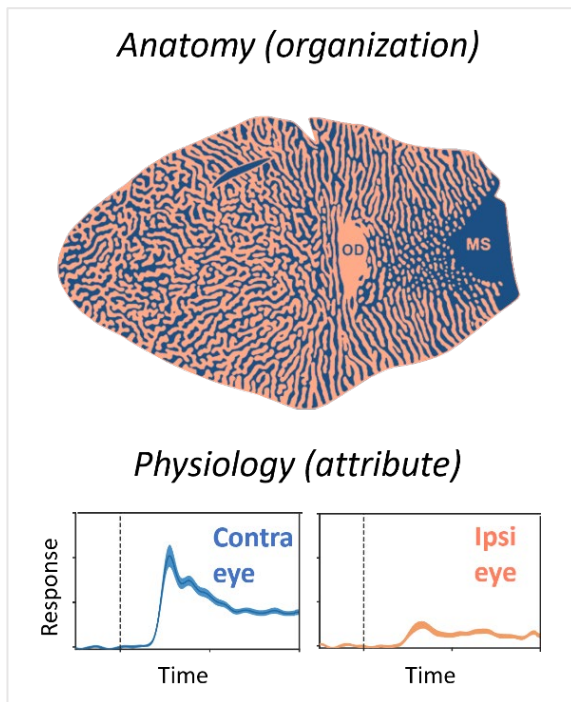 Anatomy (organization)
OD
MS
Physiology (attribute)
Response
Contra
eye
Time
Ipsi
eye
Time